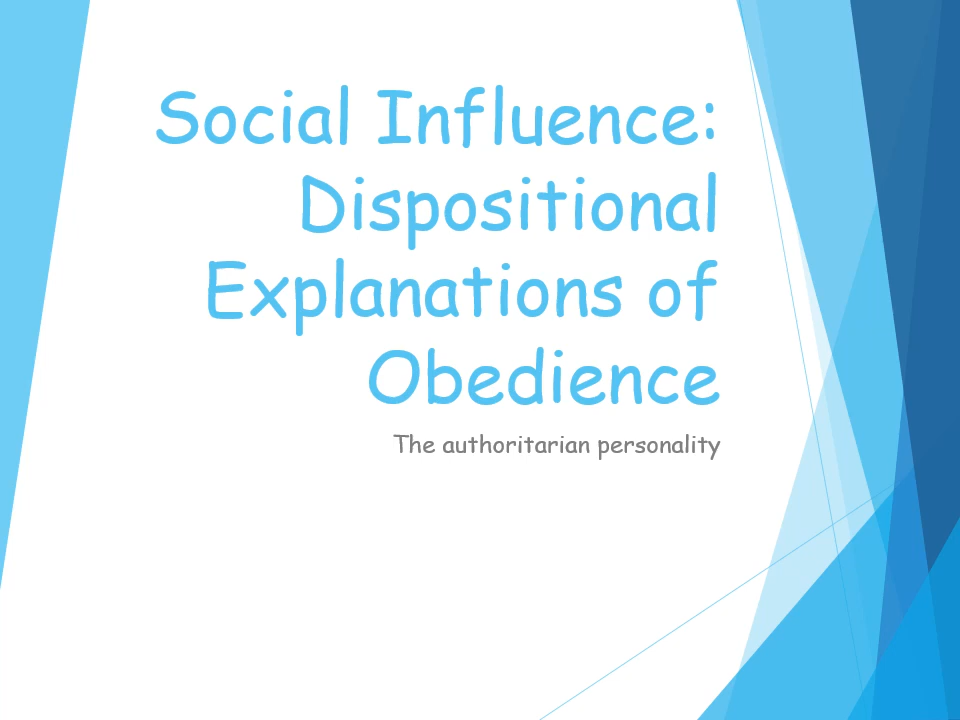 Social Influence:
Dispositional
Explanations of
Obedience
The authoritarian personality